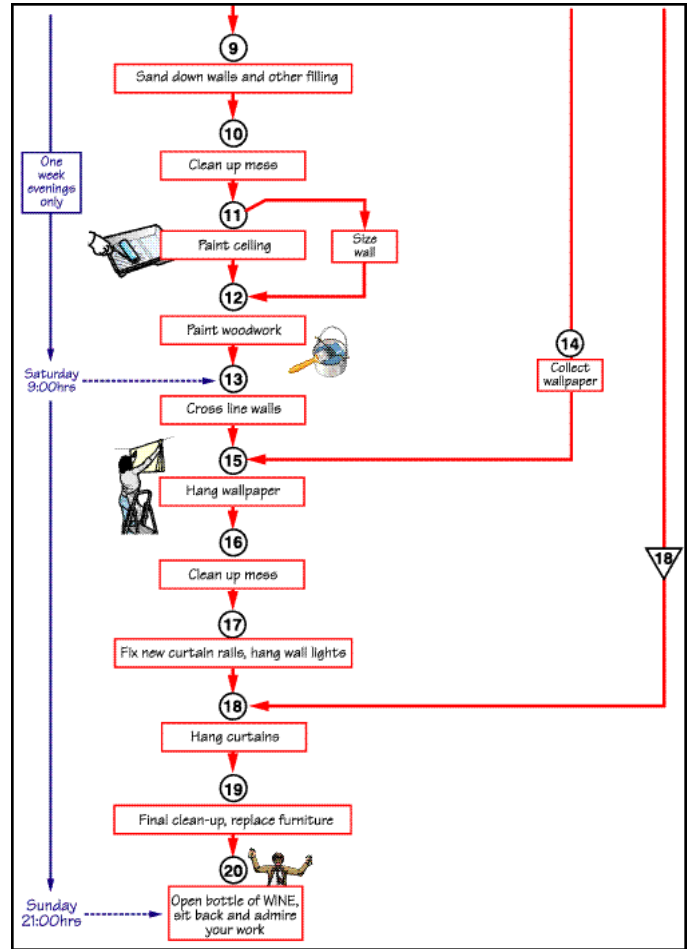 9
Sand down walls and other filling
10
One
week
evenings
only
Clean up mess
11
Paint ceiling
Size
wall
12
Paint woodwork
14
Collect
wallpaper
Saturday
9:00hrs
13
Cross line walls
15
Hang wallpaper
16
18
Clean up mess
17
Fix new curtain rails, hang wall lights
18
Hang curtains
19
Final clean-up, replace furniture
20
Sunday
21:00hrs
Open bottle of WINE,
sit back and admire
your work